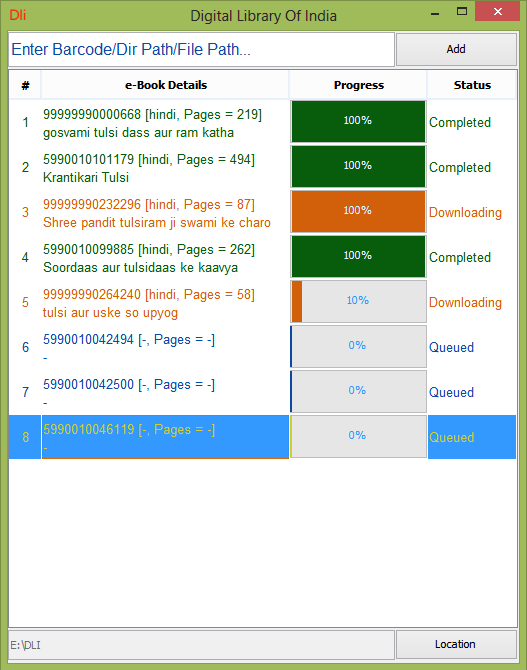 Dli
Digital Library Of India
Enter Barcode/Dir Path/File Path...
Add
# e-Book Details Progress Status
1 99999990000668 [hindi, Pages = 219] 100% Completed
gosvami tulsi dass aur ram katha
2 5990010101179 [hindi, Pages = 494] 100% Completed
Krantikari Tulsi
3 99999990232296 [hindi, Pages = 87] 100% Downloading
Shree pandit tulsiram ji swami ke charo
4 5990010099885 [hindi, Pages = 262] 100% Completed
Soordaas aur tulsidaas ke kaavya
5 99999990264240 [hindi, Pages = 58] 10% Downloading
tulsi aur uske so upyog
6 5990010042494 [-, Pages = -] 0% Queued
-
7 5990010042500 [-, Pages = -] 0% Queued
-
8 5990010046119 [-, Pages = -] 0% Queued
-
E:\DLI
Location